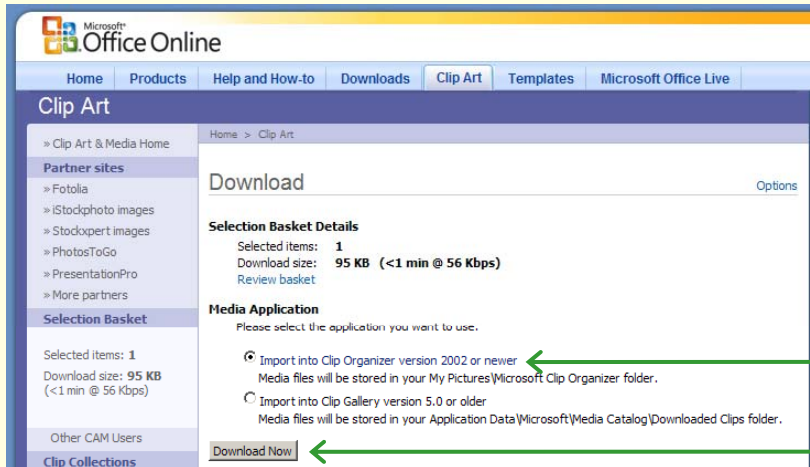 Microsoft®
Office Online
Home Products Help and How-to Downloads Clip Art Templates Microsoft Office Live
Clip Art
» Clip Art & Media Home
Partner sites
» Fotolia
» iStockphoto images
» Stockxpert images
» PhotosToGo
» PresentationPro
» More partners
Selection Basket
Selected items: 1
Download size: 95 KB
(<1 min @ 56 Kbps)
Other CAM Users
Clip Collections
Home > Clip Art
Download
Options
Selection Basket Details
Selected items: 1
Download size: 95 KB (<1 min @ 56 Kbps)
Review basket
Media Application
Please select the application you want to use.
Import into Clip Organizer version 2002 or newer
Media files will be stored in your My Pictures\Microsoft Clip Organizer folder.
Import into Clip Gallery version 5.0 or older
Media files will be stored in your Application Data\Microsoft\Media Catalog\Downloaded Clips folder.
Download Now